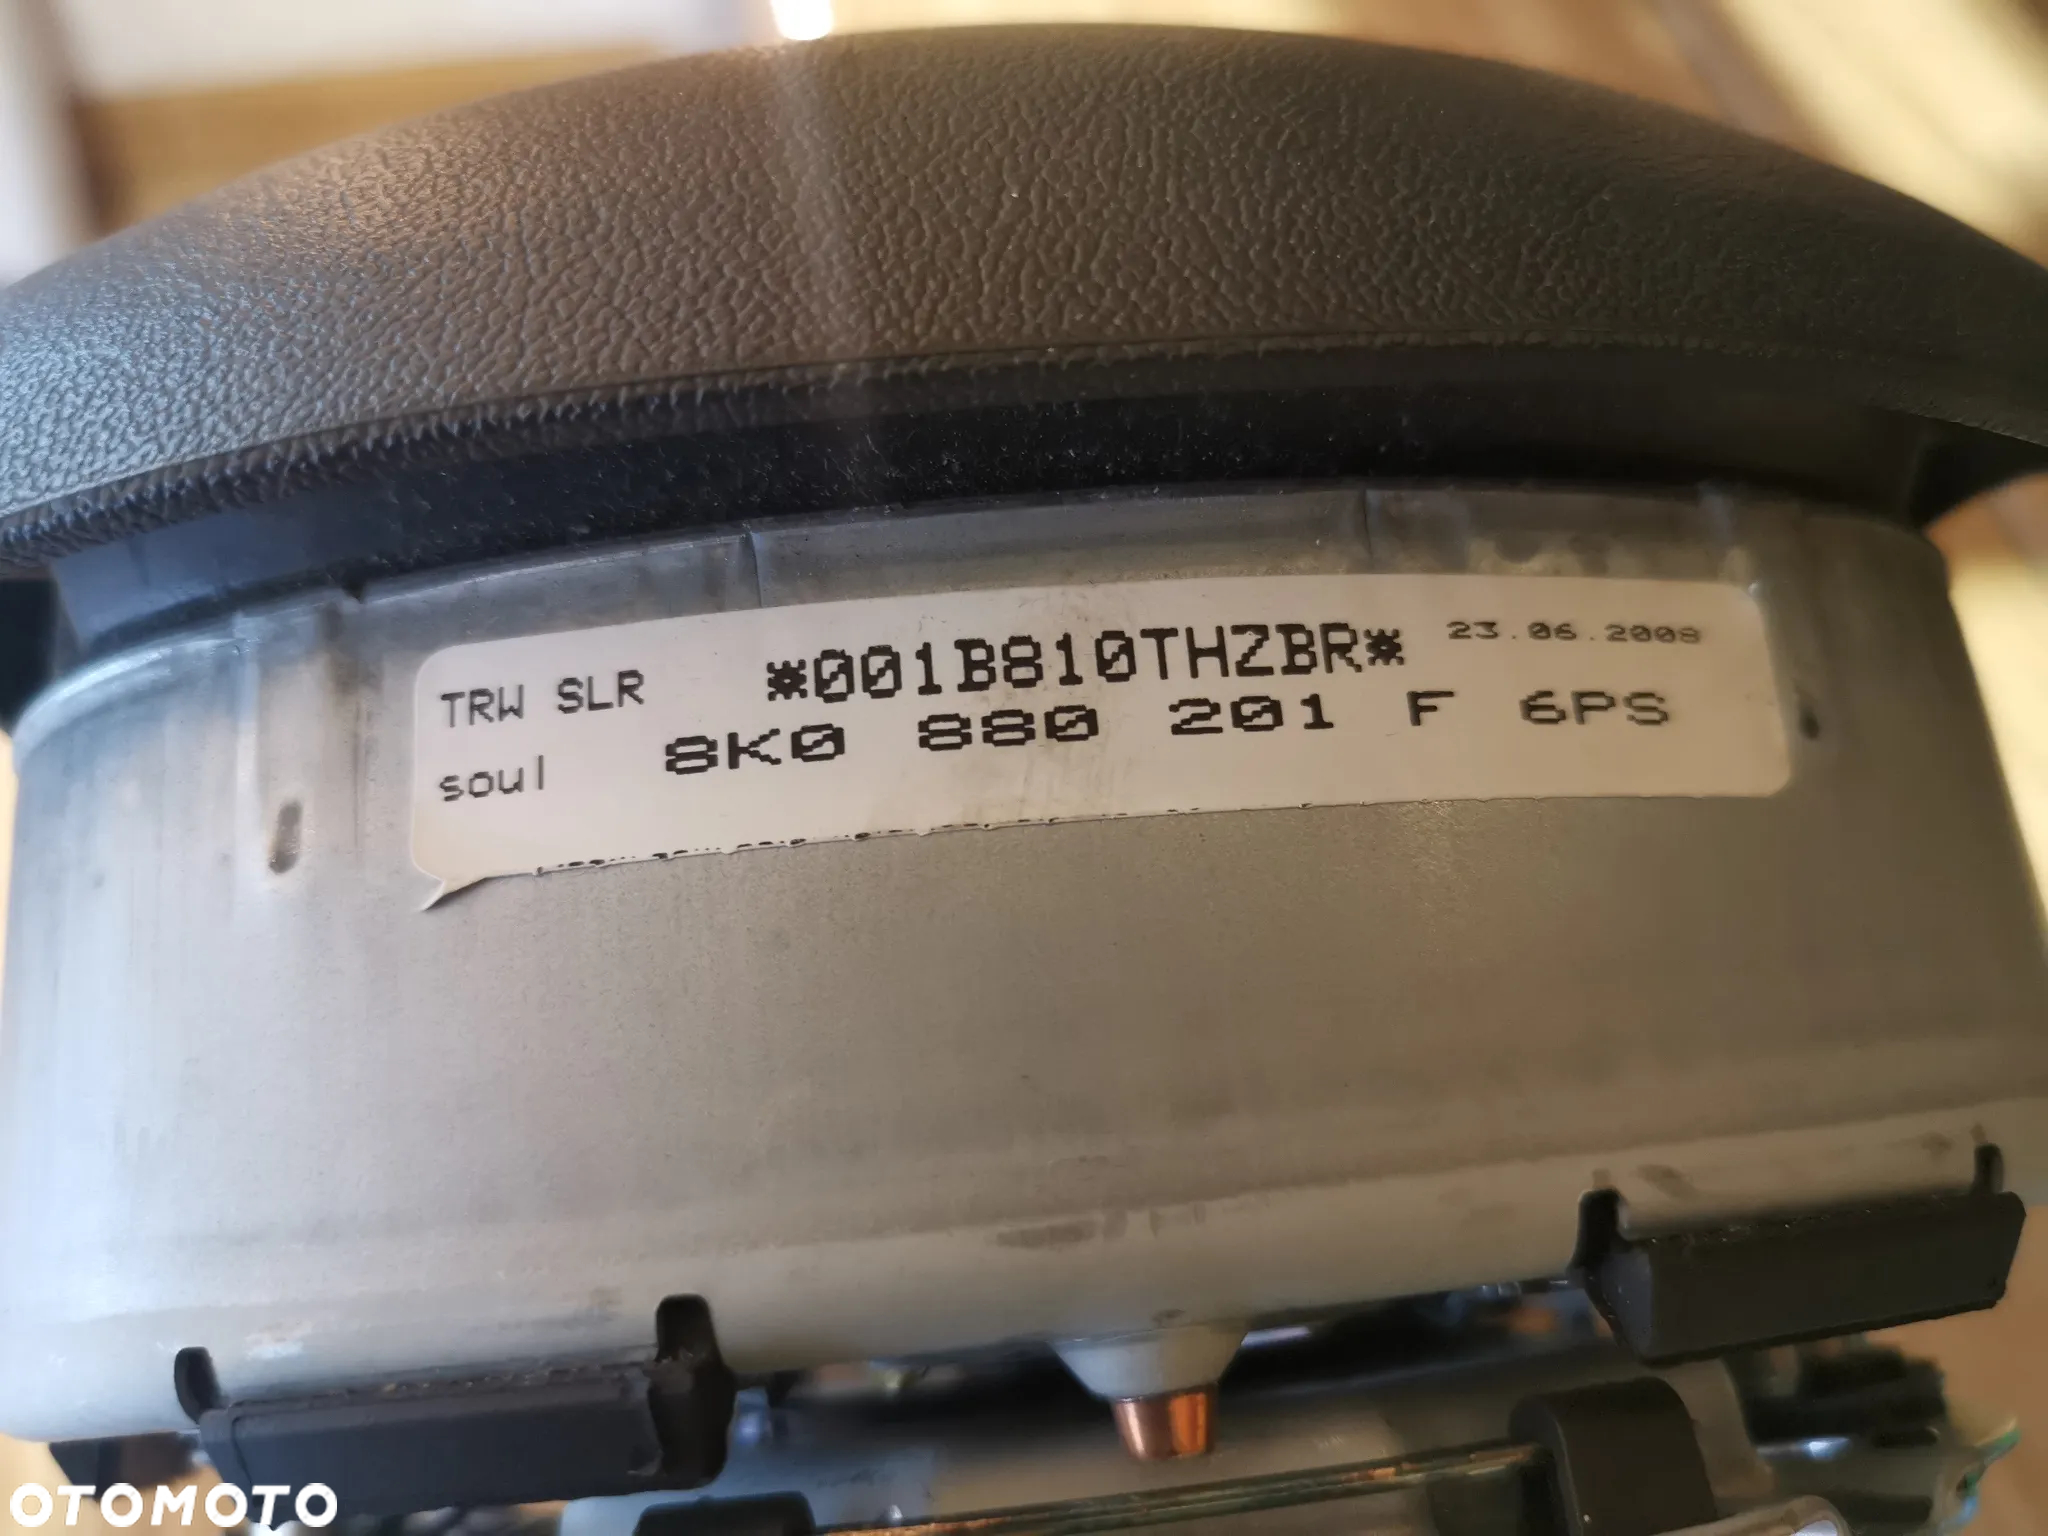 TRW SLR *001B810THZBR* 23.06.2008
soul 8K0 880 201 F 6PS
OTOMOTO